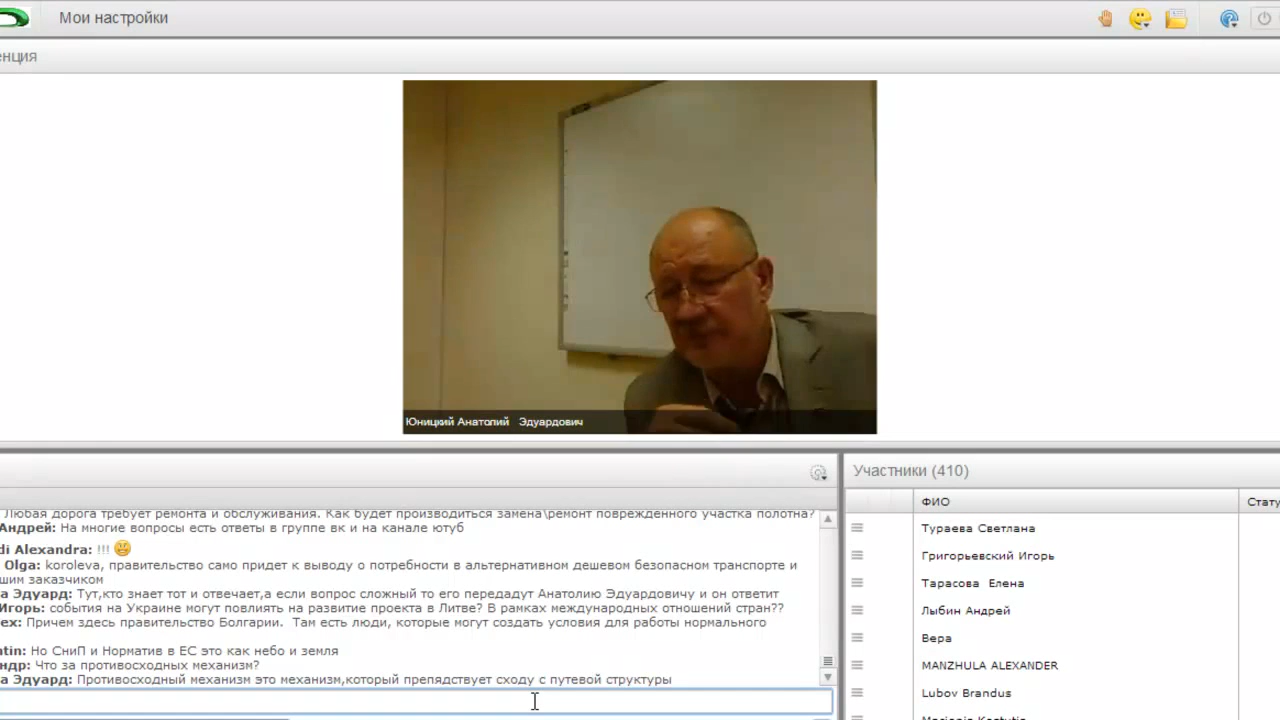 Мои настройки
енция
Юницкий Анатолий Эдуардович
Любая дорога требует ремонта и обслуживания. Как будет производиться замена\ремонт поврежденного участка полотна?
Андрей: На многие вопросы есть ответы в группе вк и на канале ютуб
di Alexandra: !!!
Olga: koroleva, правительство само придет к выводу о потребности в альтернативном дешевом безопасном транспорте и
шим заказчиком
а Эдуард: Тут,кто знает тот и отвечает,а если вопрос сложный то его передадут Анатолию Эдуардовичу и он ответит
Игорь: события на Украине могут повлиять на развитие проекта в Литве? В рамках международных отношений стран??
ех: Причем здесь правительство Болгарии. Там есть люди, которые могут создать условия для работы нормального
ntin: Но СниП и Норматив в ЕС это как небо и земля
ндр: Что за противосходных механизм?
а Эдуард: Противосходный механизм это механизм,который препядствует сходу с путевой структуры
Участники (410)
ФИО Стату
Тураева Светлана
Григорьевский Игорь
Тарасова Елена
Лыбин Андрей
Вера
MANZHULA ALEXANDER
Lubov Brandus